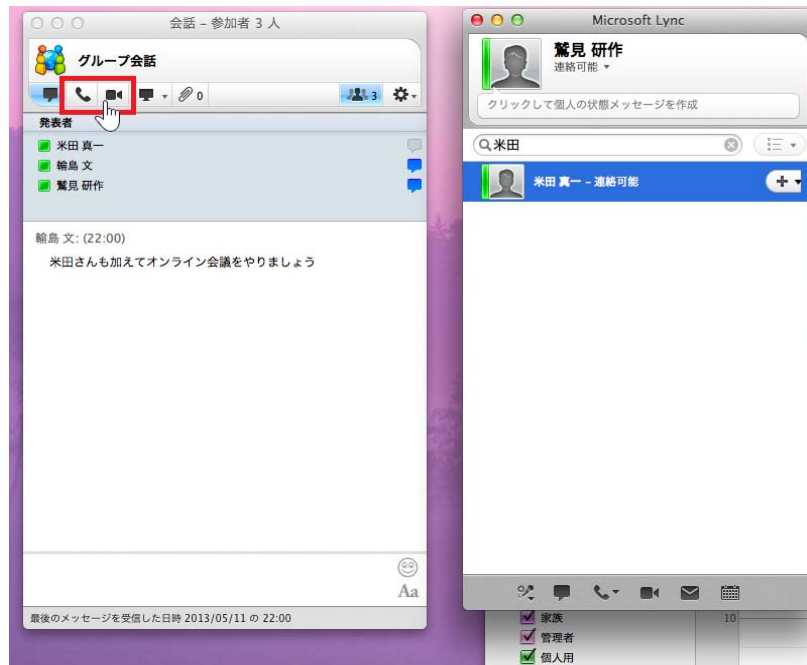 会話 – 参加者 3 人
グループ会話
0
3
発表者
米田 真一
輪島 文
鷲見 研作
輪島 文: (22:00)
米田さんも加えてオンライン会議をやりましょう
Aa
最後のメッセージを受信した日時 2013/05/11 の 22:00
Microsoft Lync
鷲見 研作
連絡可能
クリックして個人の状態メッセージを作成
米田
米田 真一 – 連絡可能
家族
管理者
個人用
10